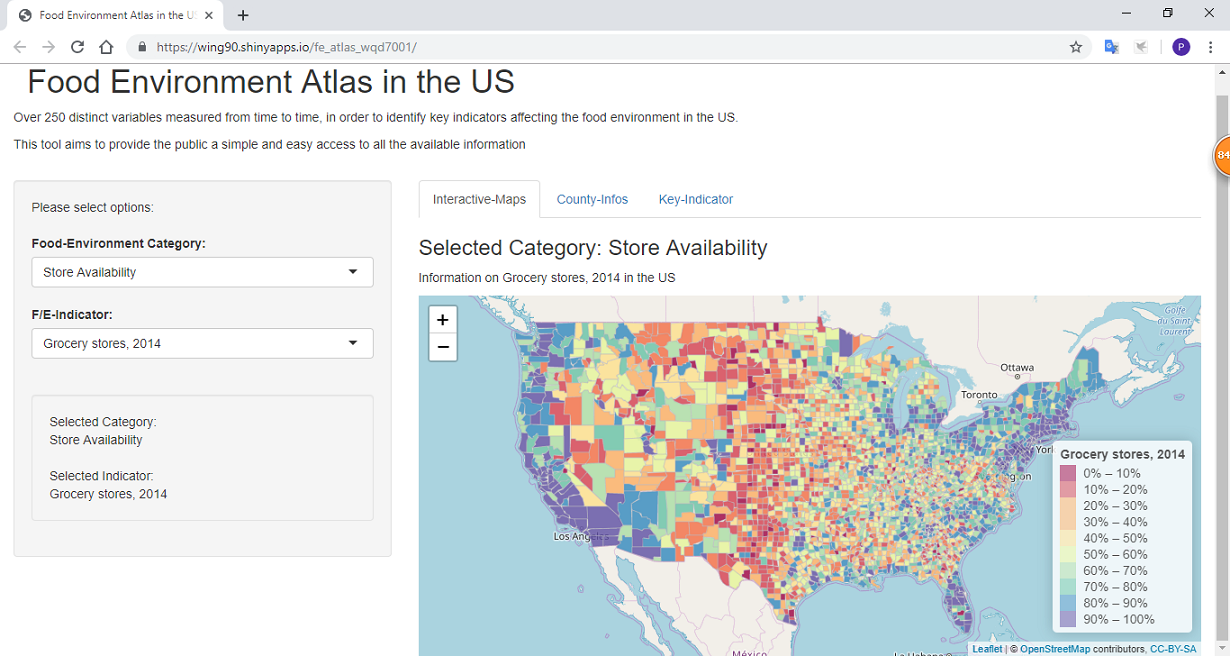 Food Environment Atlas in the US
https://wing90.shinyapps.io/fe_atlas_wqd7001/
P
Food Environment Atlas in the US
Over 250 distinct variables measured from time to time, in order to identify key indicators affecting the food environment in the US.
This tool aims to provide the public a simple and easy access to all the available information
84
Please select options:
Food-Environment Category:
Store Availability
F/E-Indicator:
Grocery stores, 2014
Selected Category:
Store Availability
Selected Indicator:
Grocery stores, 2014
Interactive-Maps County-Infos Key-Indicator
Selected Category: Store Availability
Information on Grocery stores, 2014 in the US
+
−
Golfe
du Saint-
Laurent
Ottawa
Toronto
Los Angeles
México
Grocery stores, 2014
0% – 10%
10% – 20%
20% – 30%
30% – 40%
40% – 50%
50% – 60%
60% – 70%
70% – 80%
80% – 90%
90% – 100%
Leaflet | © OpenStreetMap contributors, CC-BY-SA